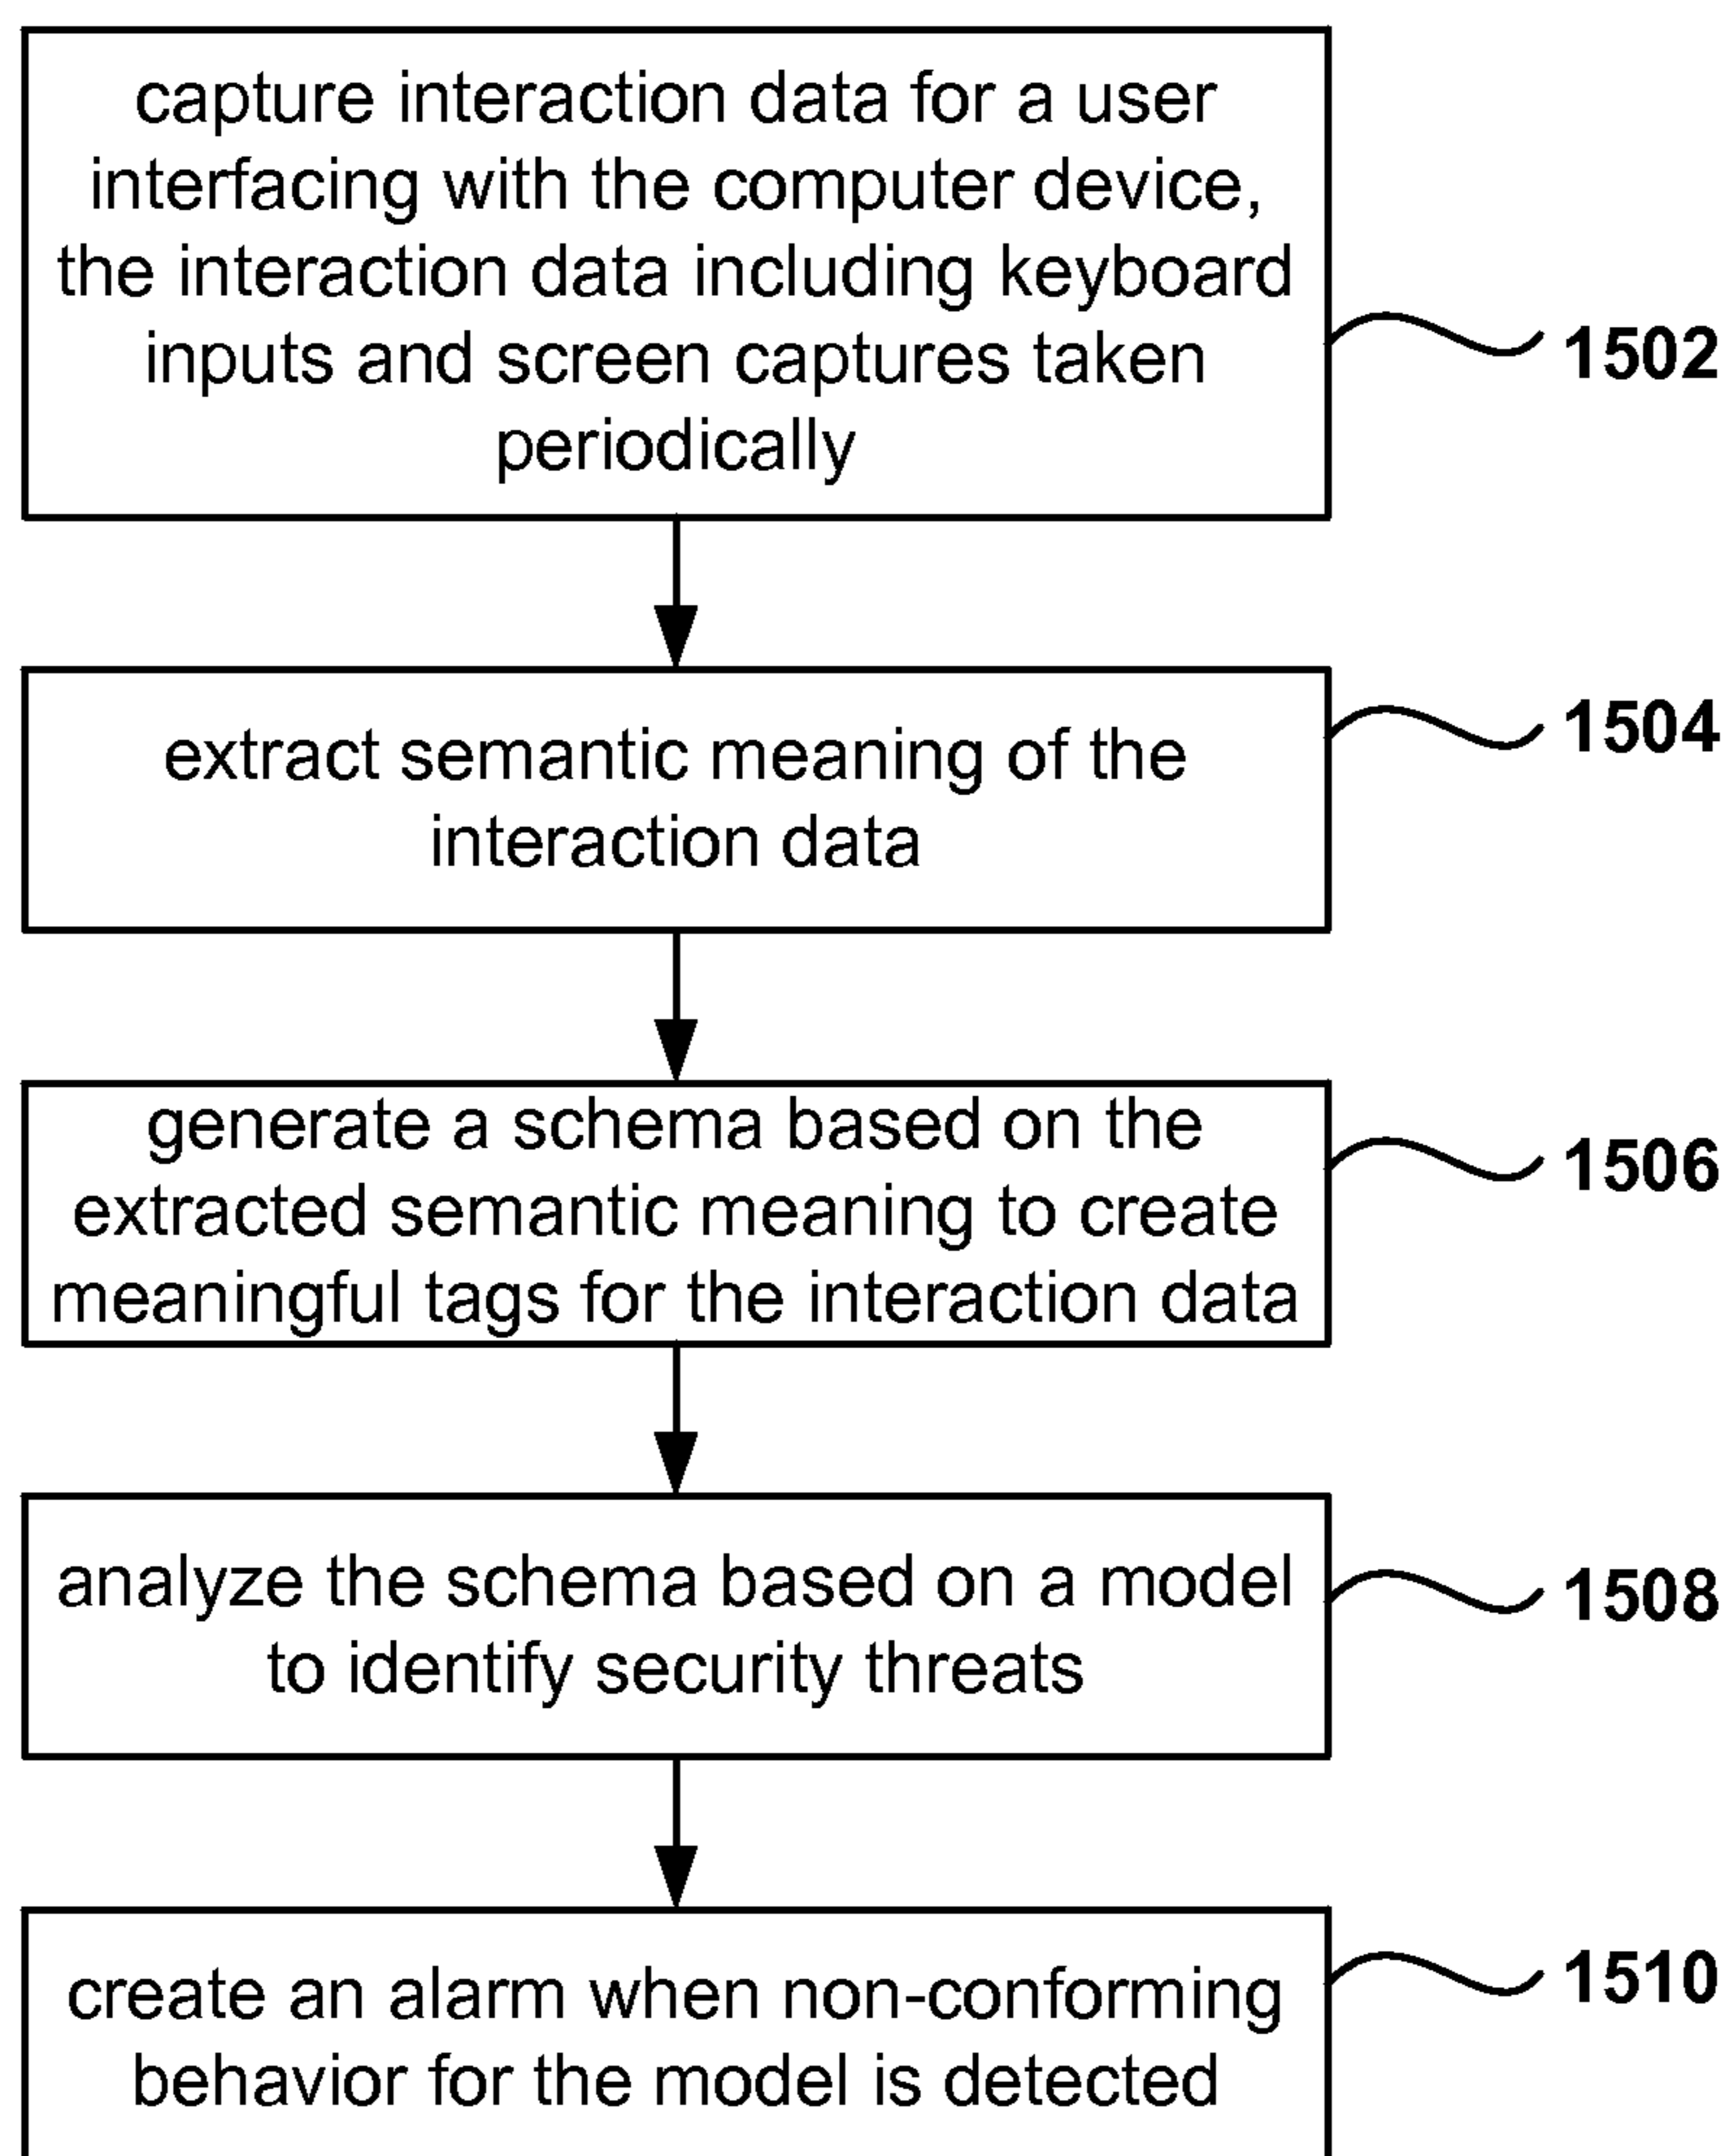 capture interaction data for a user
interfacing with the computer device,
the interaction data including keyboard
inputs and screen captures taken
periodically
1502
extract semantic meaning of the
interaction data
1504
generate a schema based on the
extracted semantic meaning to create
meaningful tags for the interaction data
1506
analyze the schema based on a model
to identify security threats
1508
create an alarm when non-conforming
behavior for the model is detected
1510